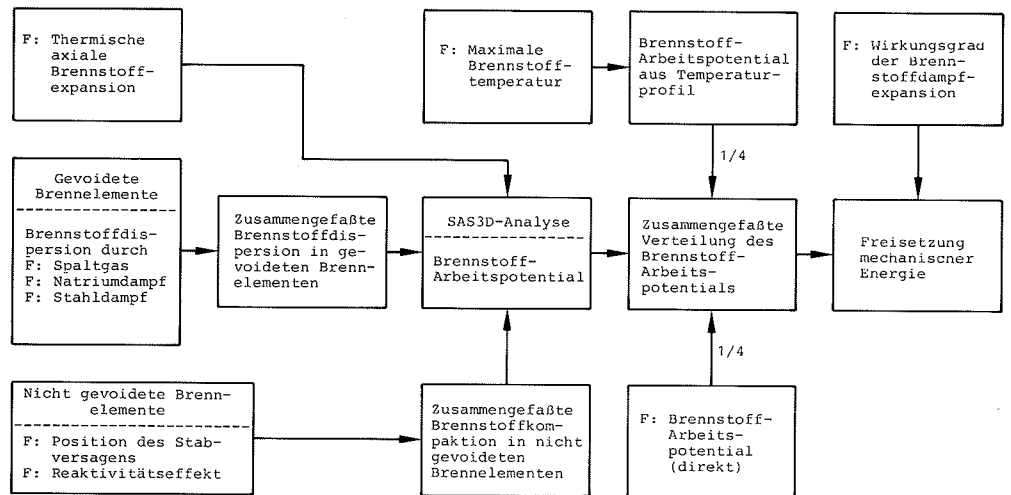 F: Thermische
axiale
Brennstoff-
expansion
F: Maximale
Brennstoff-
temperatur
Brennstoff-
Arbeitspotential
aus Temperatur-
profil
F: Wirkungsgrad
der Brenn-
stoffdampf-
expansion
1/4
Gevoidete
Brennelemente
Brennstoffdis-
persion durch
F: Spaltgas
F: Natriumdampf
F: Stahldampf
Zusammengefaßte
Brennstoffdis-
persion in ge-
voideten Brenn-
elementen
SAS3D-Analyse
Brennstoff-
Arbeitspotential
Zusammengefaßte
Verteilung des
Brennstoff-
Arbeits-
potentials
Freisetzung
mechanischer
Energie
1/4
Nicht gevoidete Brenn-
elemente
F: Position des Stab-
versagens
F: Reaktivitätseffekt
Zusammengefaßte
Brennstoffkom-
paktion in nicht
gevoideten
Brennelementen
F: Brennstoff-
Arbeits-
potential
(direkt)